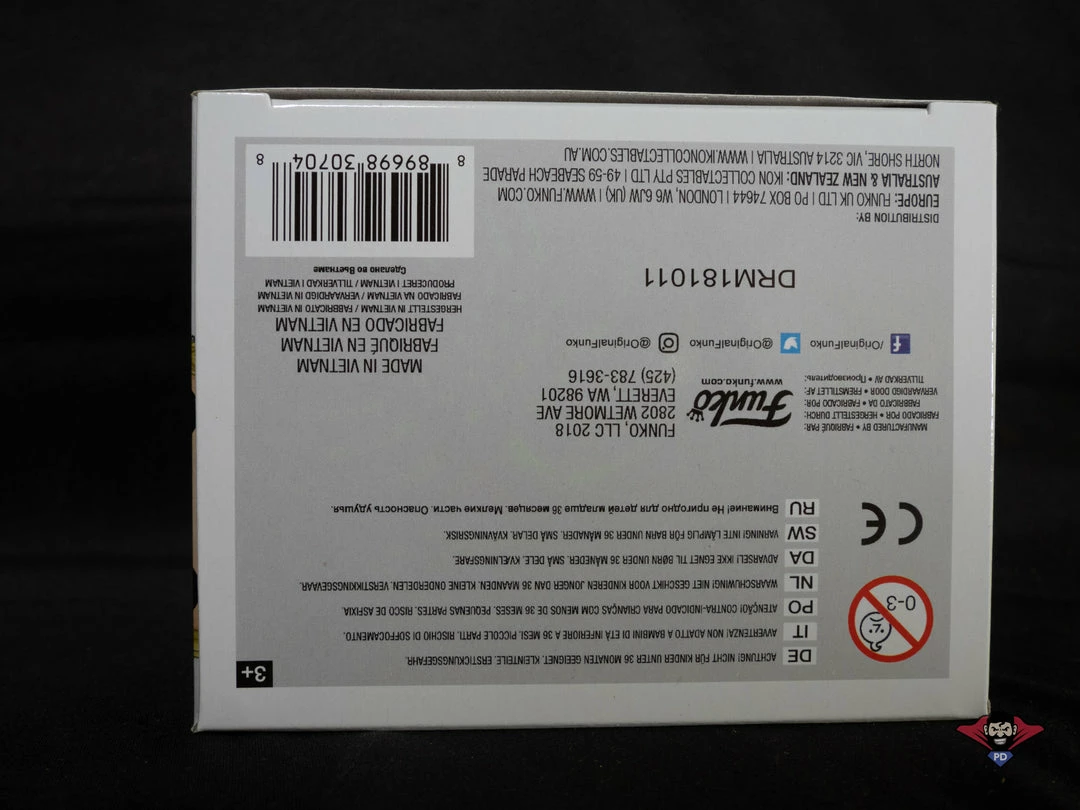 DE ACHTUNG! NICHT FÜR KINDER UNTER 36 MONATEN GEEIGNET. KLEINTEILE. ERSTICKUNGSGEFAHR.
IT AVVERTENZA! NON ADATTO A BAMBINI DI ETÀ INFERIORE A 36 MESI. PICCOLE PARTI. RISCHIO DI SOFFOCAMENTO.
PO ATENÇÃO! CONTRA-INDICADO PARA CRIANÇAS COM MENOS DE 36 MESES. PEQUENAS PARTES. RISCO DE ASFIXIA.
NL WAARSCHUWING! NIET GESCHIKT VOOR KINDEREN JONGER DAN 36 MAANDEN. KLEINE ONDERDELEN. VERSTIKKINGSGEVAAR.
DA ADVARSEL! IKKE EGNET TIL BØRN UNDER 36 MÅNEDER. SMÅ DELE. KVÆLNINGSFARE.
SW VARNING! INTE LÄMPLIG FÖR BARN UNDER 36 MÅNADER. SMÅ DELAR. KVÄVNINGSRISK.
RU Внимание! Не пригодно для детей младше 36 месяцев. Мелкие части. Опасность удушья.
0-3
CE
3+
MANUFACTURED BY • FABRIQUÉ PAR:
FABRICADO POR • HERGESTELLT DURCH:
FABBRICATO DA • FABRICADO POR:
VERVAARDIGD DOOR • FREMSTILLET AF:
TILLVERKAD AV • Производитель:
Funko
www.funko.com
FUNKO, LLC 2018
2802 WETMORE AVE
EVERETT, WA 98201
(425) 783-3616
/OriginalFunko @OriginalFunko @OriginalFunko
DRM181011
MADE IN VIETNAM
FABRIQUÉ EN VIETNAM
FABRICADO EN VIETNAM
HERGESTELLT IN VIETNAM / FABBRICATO IN VIETNAM
FABRICADO NA VIETNAM / VERVAARDIGD IN VIETNAM
PRODUCERET I VIETNAM / TILLVERKAD I VIETNAM
Сделано во Вьетнаме
DISTRIBUTION BY:
EUROPE: FUNKO UK LTD | PO BOX 74644 | LONDON, W6 6JW (UK) | WWW.FUNKO.COM
AUSTRALIA & NEW ZEALAND: IKON COLLECTABLES | PTY LTD | 49-59 SEABEACH PARADE
NORTH SHORE, VIC 3214 AUSTRALIA | WWW.IKONCOLLECTABLES.COM.AU
8 89698 30704 8
PD